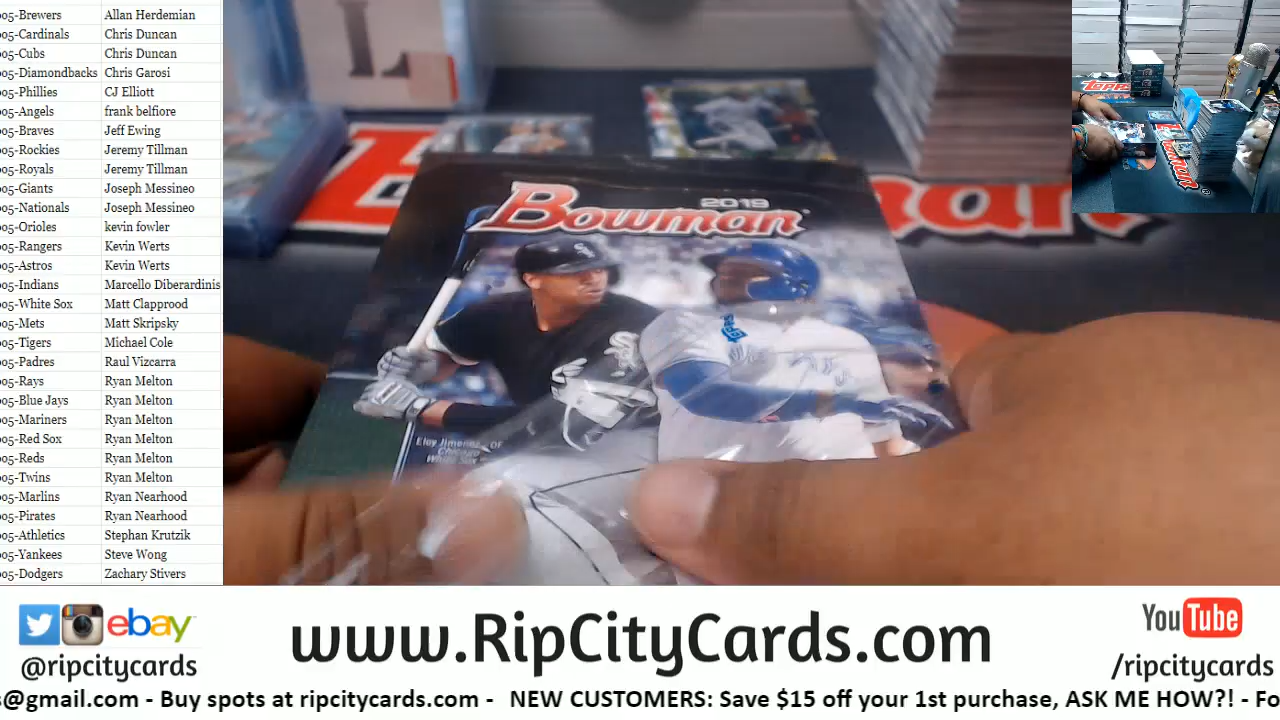 05-Brewers Allan Herdemian
05-Cardinals Chris Duncan
05-Cubs Chris Duncan
05-Diamondbacks Chris Garosi
05-Phillies CJ Elliott
05-Angels frank belfiore
05-Braves Jeff Ewing
05-Rockies Jeremy Tillman
05-Royals Jeremy Tillman
05-Giants Joseph Messineo
05-Nationals Joseph Messineo
05-Orioles kevin fowler
05-Rangers Kevin Werts
05-Astros Kevin Werts
05-Indians Marcello Diberardinis
05-White Sox Matt Clapprood
05-Mets Matt Skripsky
05-Tigers Michael Cole
05-Padres Raul Vizcarra
05-Rays Ryan Melton
05-Blue Jays Ryan Melton
05-Mariners Ryan Melton
05-Red Sox Ryan Melton
05-Reds Ryan Melton
05-Twins Ryan Melton
05-Marlins Ryan Nearhood
05-Pirates Ryan Nearhood
05-Athletics Stephan Krutzik
05-Yankees Steve Wong
05-Dodgers Zachary Stivers
2019
Bowman
Eloy Jimenez OF
Chicago
White Sox
Topps
Bowman
ebay
@ripcitycards
www.RipCityCards.com
YouTube
/ripcitycards
s@gmail.com - Buy spots at ripcitycards.com - NEW CUSTOMERS: Save $15 off your 1st purchase, ASK ME HOW?! - Fo